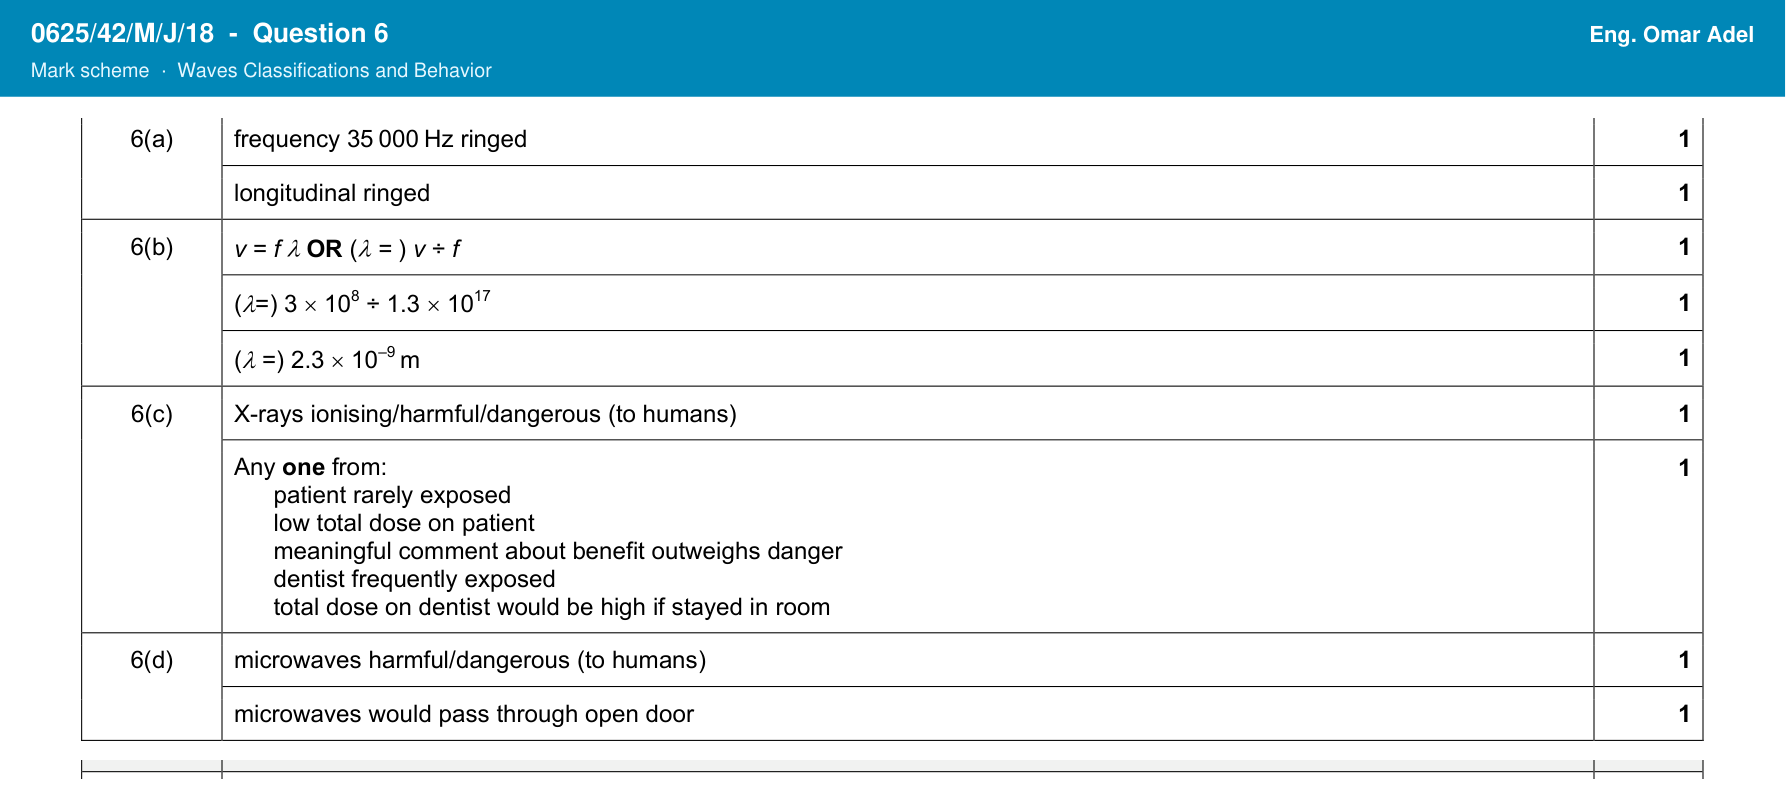 0625/42/M/J/18 - Question 6
Eng. Omar Adel
Mark scheme · Waves Classifications and Behavior
6(a) frequency 35 000 Hz ringed 1
longitudinal ringed 1
6(b) v = f λ OR (λ = ) v ÷ f 1
(λ=) 3 × 10⁸ ÷ 1.3 × 10¹⁷ 1
(λ =) 2.3 × 10⁻⁹ m 1
6(c) X-rays ionising/harmful/dangerous (to humans) 1
Any one from: 1
patient rarely exposed
low total dose on patient
meaningful comment about benefit outweighs danger
dentist frequently exposed
total dose on dentist would be high if stayed in room
6(d) microwaves harmful/dangerous (to humans) 1
microwaves would pass through open door 1